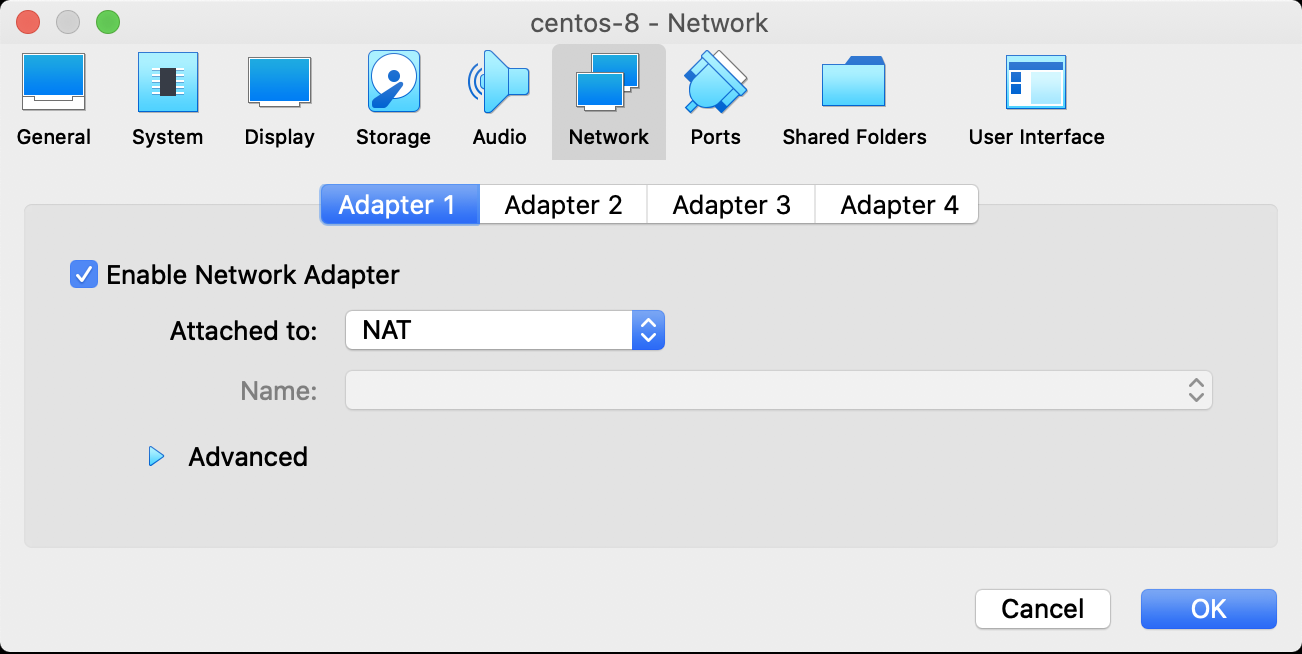 centos-8 - Network
General System Display Storage Audio Network Ports Shared Folders User Interface
Adapter 1 Adapter 2 Adapter 3 Adapter 4
Enable Network Adapter
Attached to: NAT
Name:
Advanced
Cancel OK